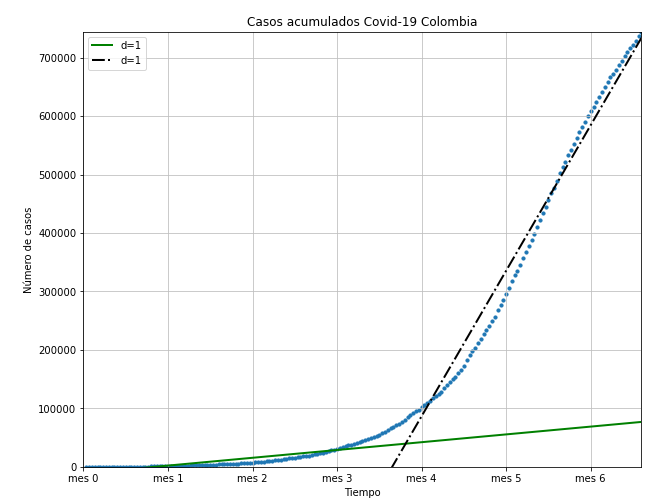 Casos acumulados Covid-19 Colombia
d=1
d=1
700000
600000
500000
400000
300000
200000
100000
0
Número de casos
mes 0 mes 1 mes 2 mes 3 mes 4 mes 5 mes 6
Tiempo